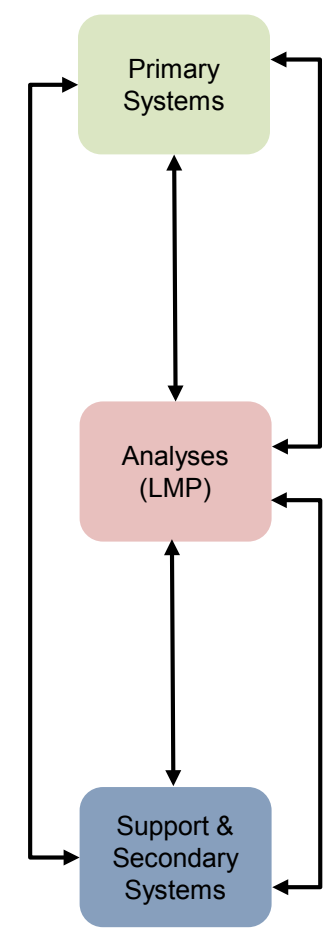 Primary
Systems
Analyses
(LMP)
Support &
Secondary
Systems